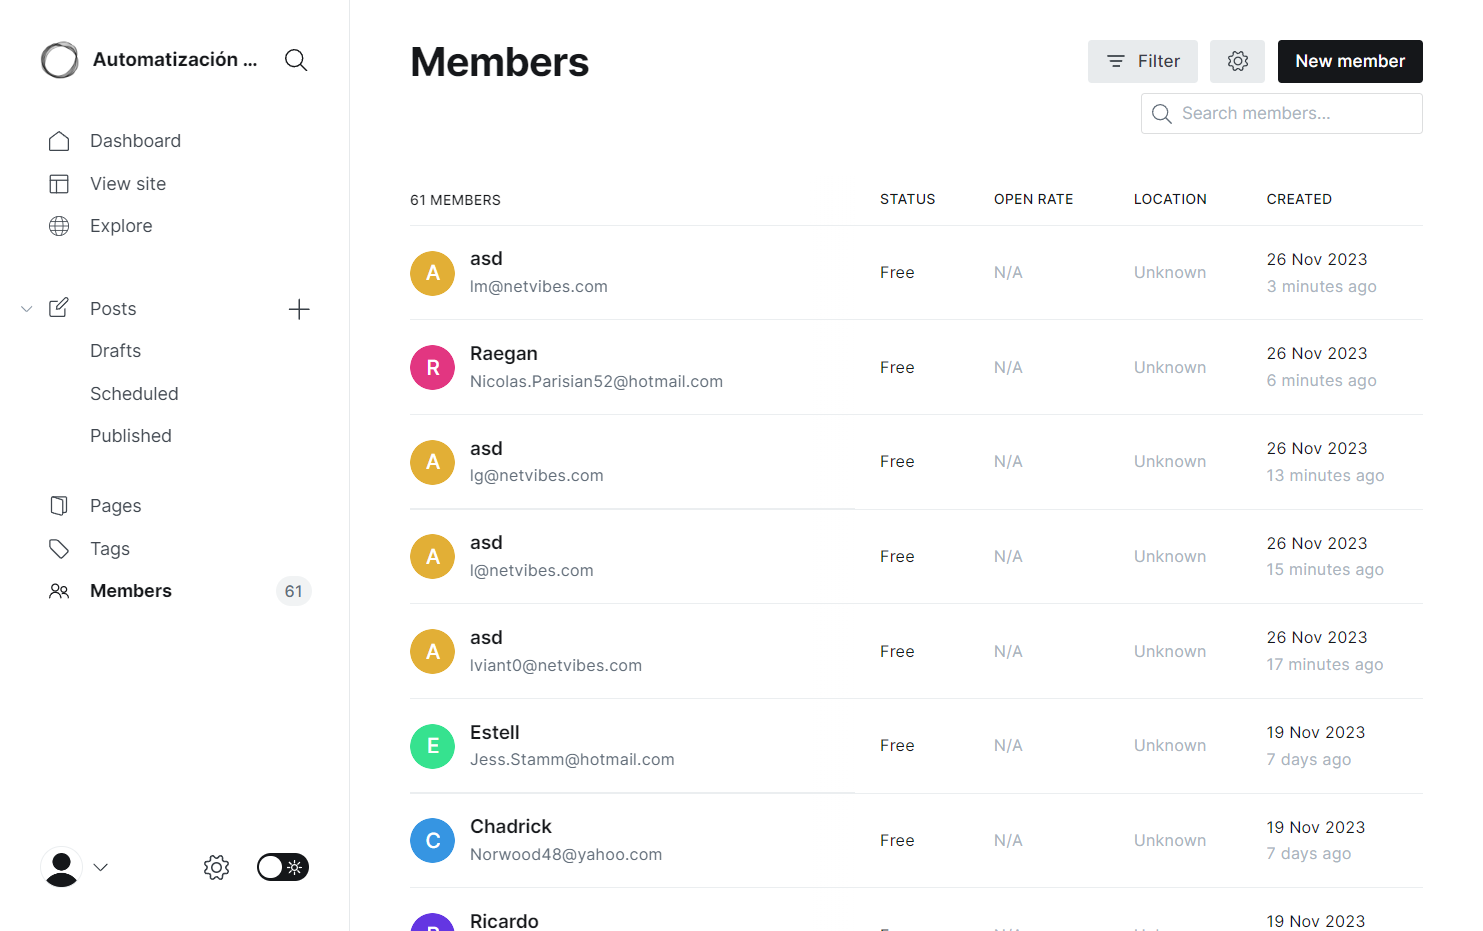 Automatización ...
Dashboard
View site
Explore
Posts
Drafts
Scheduled
Published
Pages
Tags
Members 61
Members
Filter
New member
Search members...
61 MEMBERS STATUS OPEN RATE LOCATION CREATED
A asd Free N/A Unknown 26 Nov 2023
lm@netvibes.com 3 minutes ago
R Raegan Free N/A Unknown 26 Nov 2023
Nicolas.Parisian52@hotmail.com 6 minutes ago
A asd Free N/A Unknown 26 Nov 2023
lg@netvibes.com 13 minutes ago
A asd Free N/A Unknown 26 Nov 2023
l@netvibes.com 15 minutes ago
A asd Free N/A Unknown 26 Nov 2023
lviant0@netvibes.com 17 minutes ago
E Estell Free N/A Unknown 19 Nov 2023
Jess.Stamm@hotmail.com 7 days ago
C Chadrick Free N/A Unknown 19 Nov 2023
Norwood48@yahoo.com 7 days ago
Ricardo 19 Nov 2023